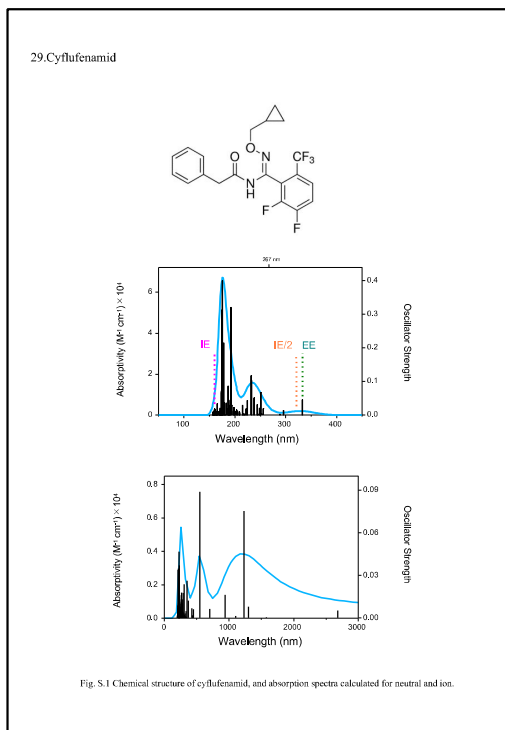 29.Cyflufenamid
O
N
CF₃
O
N
H
F
F
267 nm
6
4
2
0
Absorptivity (M⁻¹ cm⁻¹) × 10⁴
IE
IE/2
EE
0.4
0.3
0.2
0.1
0.0
Oscillator Strength
100
200
300
400
Wavelength (nm)
0.8
0.6
0.4
0.2
0.0
Absorptivity (M⁻¹ cm⁻¹) × 10⁴
0.09
0.06
0.03
0.00
Oscillator Strength
0
1000
2000
3000
Wavelength (nm)
Fig. S.1 Chemical structure of cyflufenamid, and absorption spectra calculated for neutral and ion.